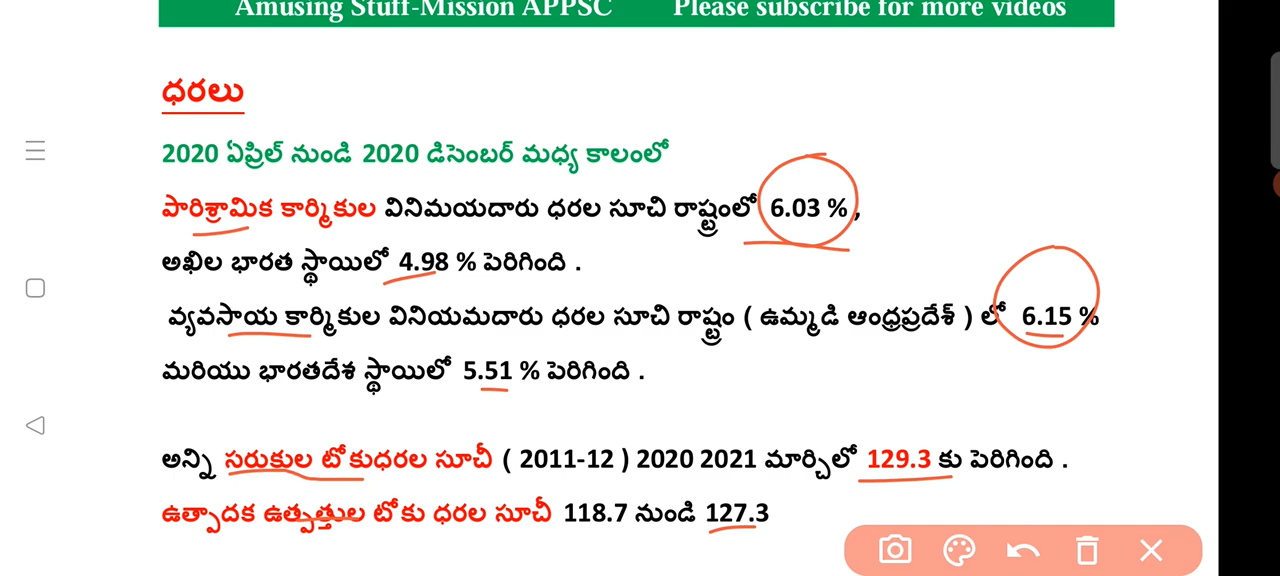 Amusing Stuff-Mission APPSC Please subscribe for more videos
ధరలు
2020 ఏప్రిల్ నుండి 2020 డిసెంబర్ మధ్య కాలంలో
పారిశ్రామిక కార్మికుల వినిమయదారు ధరల సూచి రాష్ట్రంలో 6.03 % ,
అఖిల భారత స్థాయిలో 4.98 % పెరిగింది .
వ్యవసాయ కార్మికుల వినియమదారు ధరల సూచి రాష్ట్రం ( ఉమ్మడి ఆంధ్రప్రదేశ్ ) లో 6.15 %
మరియు భారతదేశ స్థాయిలో 5.51 % పెరిగింది .
అన్ని సరుకుల టోకుధరల సూచీ ( 2011-12 ) 2020 2021 మార్చిలో 129.3 కు పెరిగింది .
ఉత్పాదక ఉత్పత్తుల టోకు ధరల సూచీ 118.7 నుండి 127.3